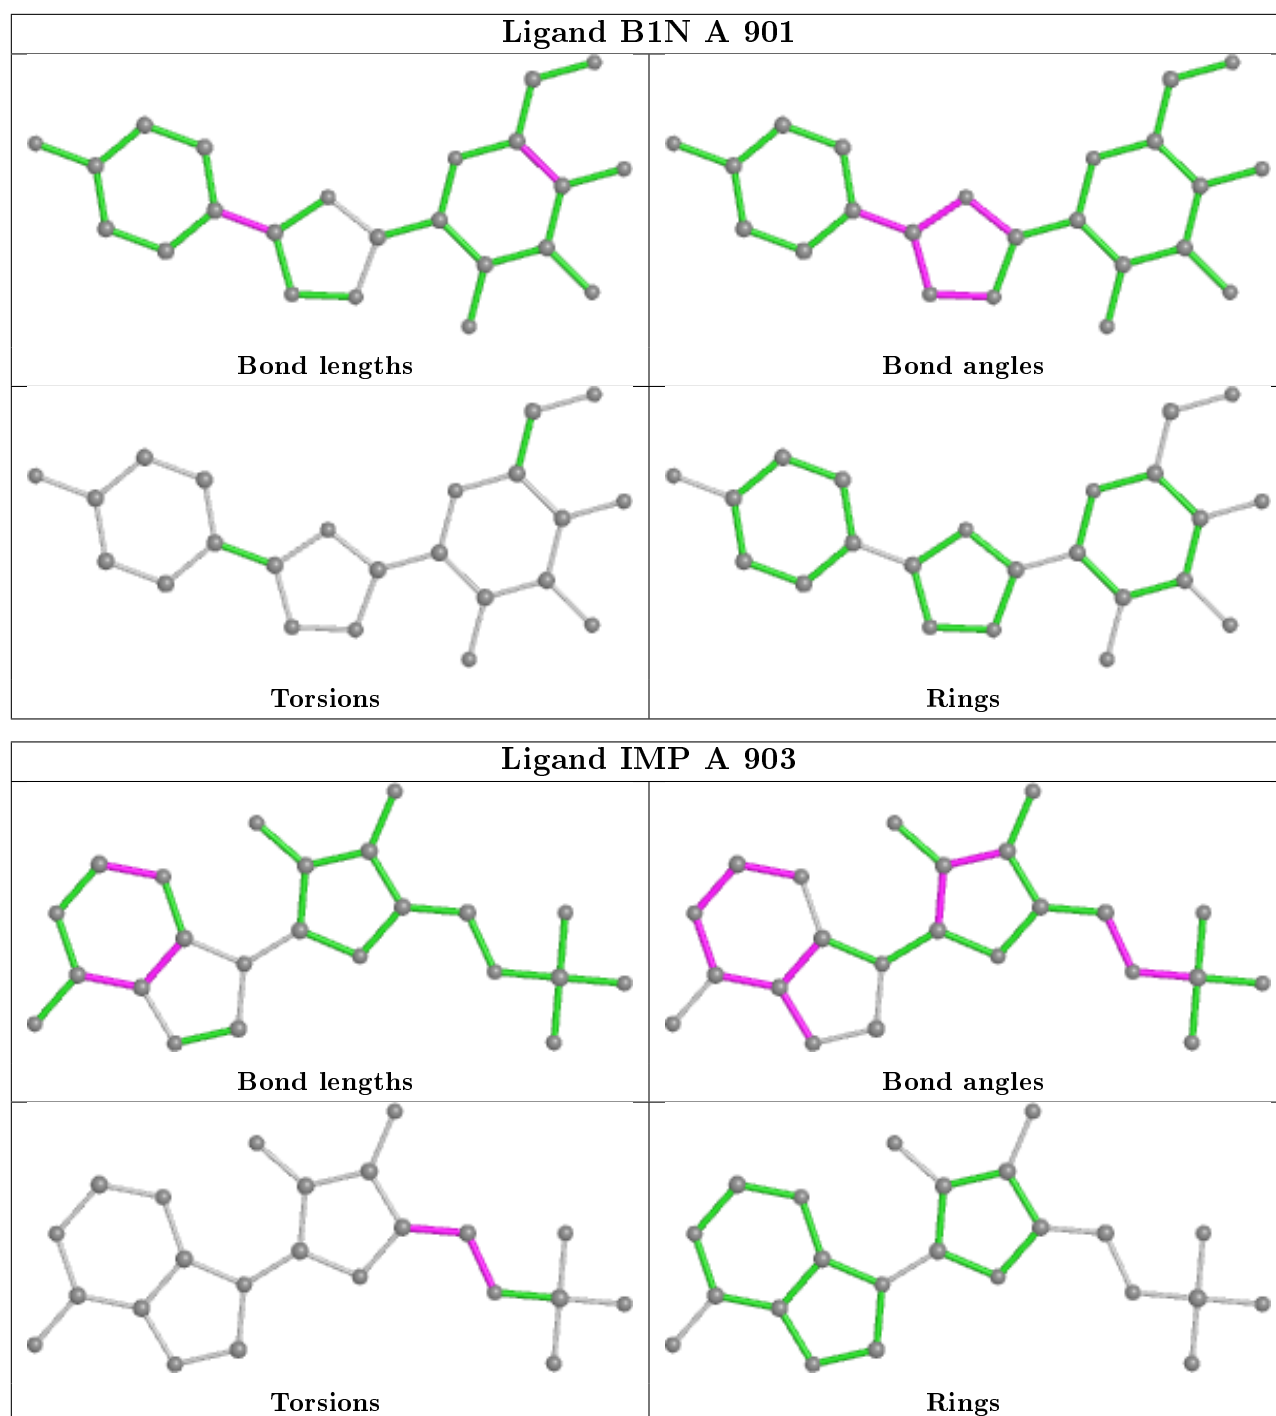 Ligand B1N A 901
Bond lengths
Bond angles
Torsions
Rings
Ligand IMP A 903
Bond lengths
Bond angles
Torsions
Rings